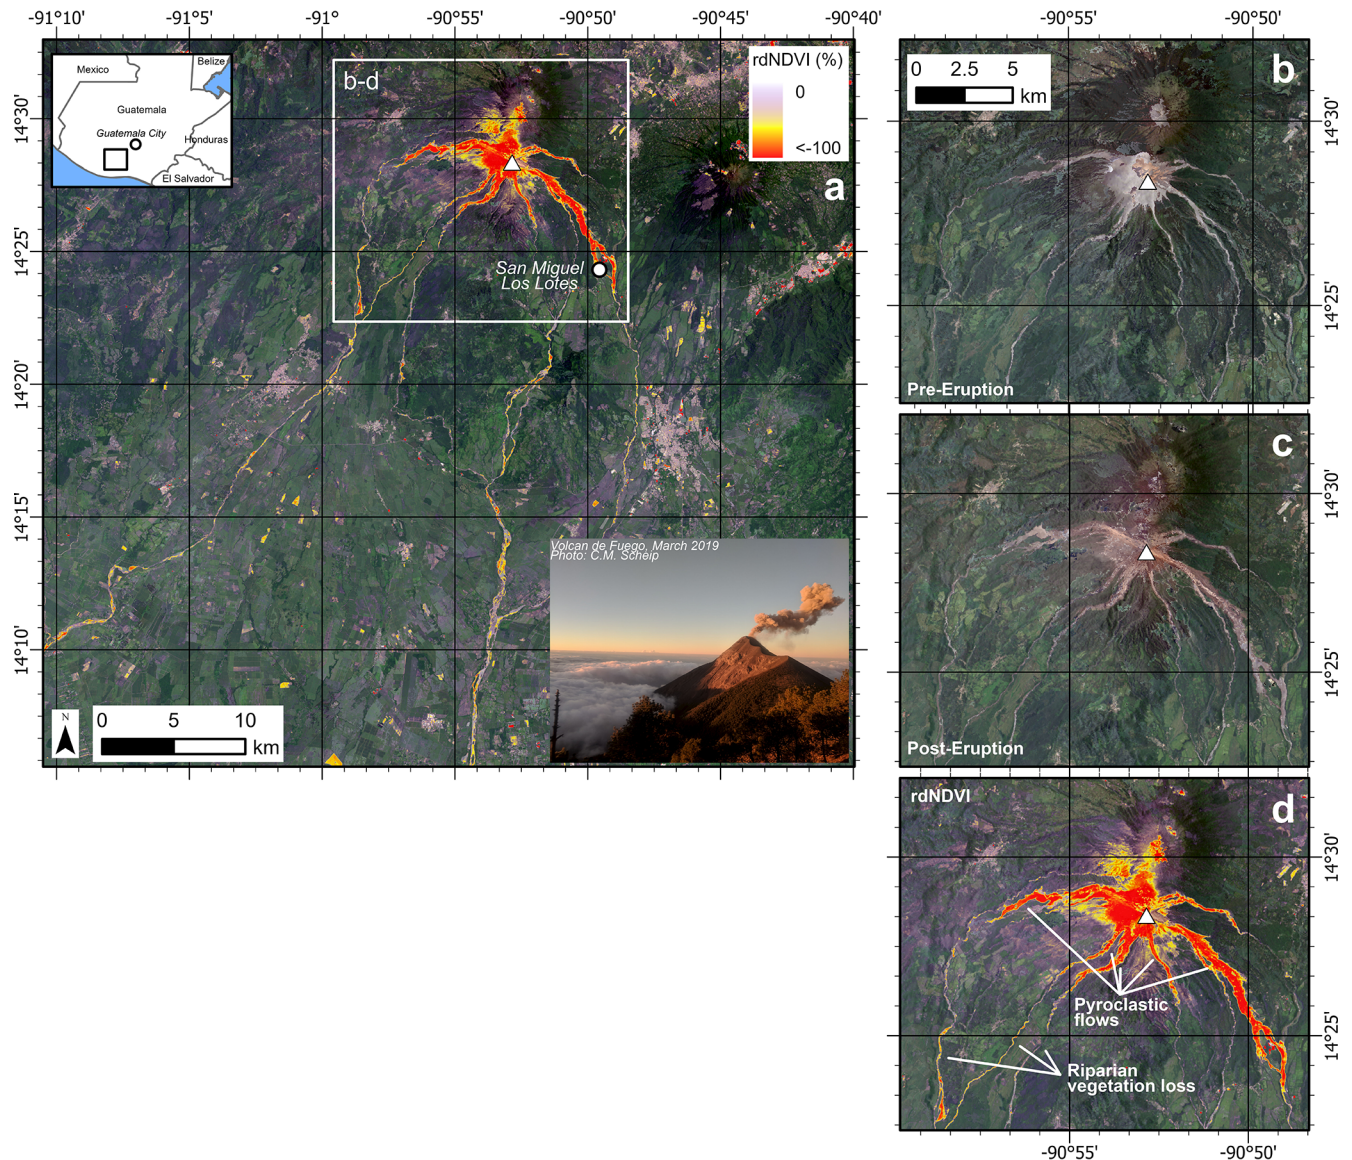 -91°10'
-91°5'
-91°
-90°55'
-90°50'
-90°45'
-90°40'
14°30'
14°25'
14°20'
14°15'
14°10'
Mexico
Belize
Guatemala
Guatemala City
Honduras
El Salvador
b-d
rdNDVI (%)
0
<-100
a
San Miguel
Los Lotes
Volcan de Fuego, March 2019
Photo: C.M. Scheip
N
0 5 10
km
-90°55'
-90°50'
b
0 2.5 5
km
14°30'
14°25'
Pre-Eruption
c
14°30'
14°25'
Post-Eruption
rdNDVI
d
14°30'
14°25'
Pyroclastic
flows
Riparian
vegetation loss
-90°55'
-90°50'